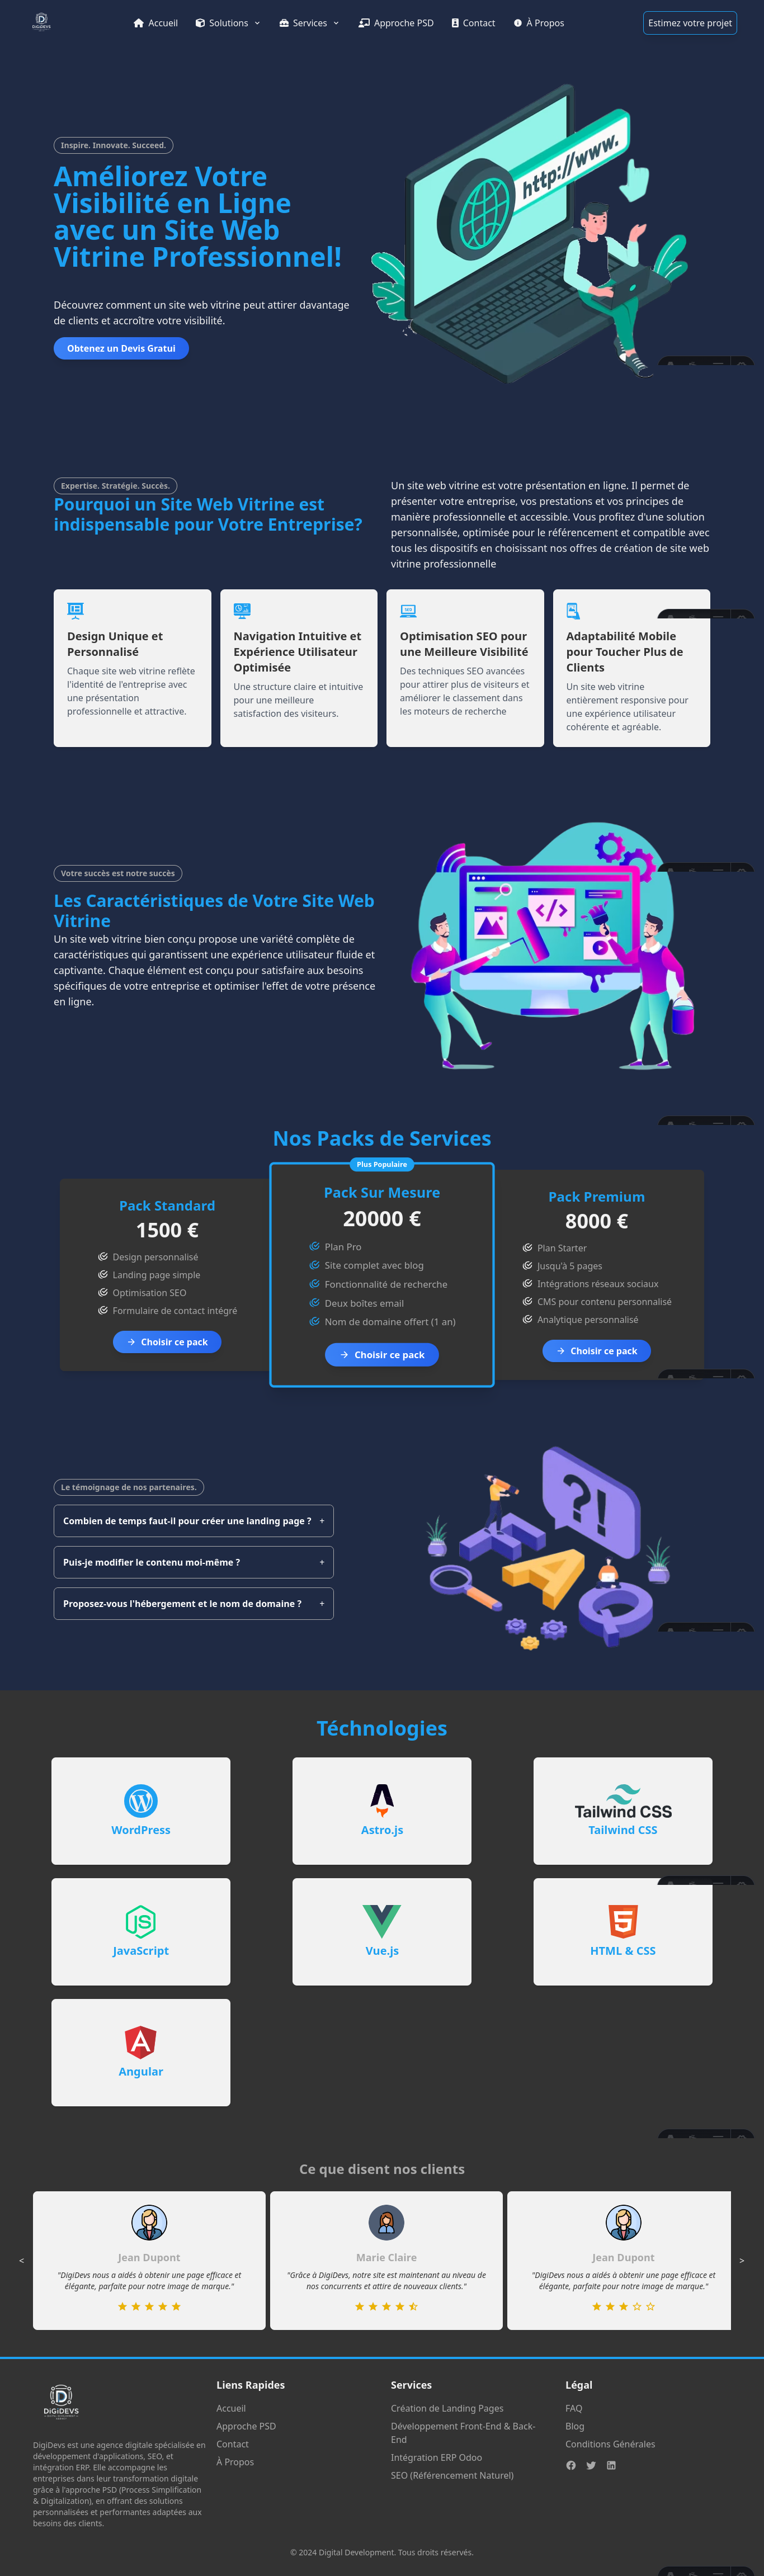 DIGIDEVS
Accueil
Solutions
Services
Approche PSD
Contact
À Propos
Estimez votre projet
Inspire. Innovate. Succeed.
Améliorez Votre
Visibilité en Ligne
avec un Site Web
Vitrine Professionnel!
Découvrez comment un site web vitrine peut attirer davantage
de clients et accroître votre visibilité.
Obtenez un Devis Gratui
http://www.
Expertise. Stratégie. Succès.
Pourquoi un Site Web Vitrine est
indispensable pour Votre Entreprise?
Un site web vitrine est votre présentation en ligne. Il permet de
présenter votre entreprise, vos prestations et vos principes de
manière professionnelle et accessible. Vous profitez d'une solution
personnalisée, optimisée pour le référencement et compatible avec
tous les dispositifs en choisissant nos offres de création de site web
vitrine professionnelle
Design Unique et
Personnalisé
Chaque site web vitrine reflète
l'identité de l'entreprise avec
une présentation
professionnelle et attractive.
Navigation Intuitive et
Expérience Utilisateur
Optimisée
Une structure claire et intuitive
pour une meilleure
satisfaction des visiteurs.
SEO
Optimisation SEO pour
une Meilleure Visibilité
Des techniques SEO avancées
pour attirer plus de visiteurs et
améliorer le classement dans
les moteurs de recherche
Adaptabilité Mobile
pour Toucher Plus de
Clients
Un site web vitrine
entièrement responsive pour
une expérience utilisateur
cohérente et agréable.
Votre succès est notre succès
Les Caractéristiques de Votre Site Web
Vitrine
Un site web vitrine bien conçu propose une variété complète de
caractéristiques qui garantissent une expérience utilisateur fluide et
captivante. Chaque élément est conçu pour satisfaire aux besoins
spécifiques de votre entreprise et optimiser l'effet de votre présence
en ligne.
</>
Nos Packs de Services
Pack Standard
1500 €
Design personnalisé
Landing page simple
Optimisation SEO
Formulaire de contact intégré
Choisir ce pack
Plus Populaire
Pack Sur Mesure
20000 €
Plan Pro
Site complet avec blog
Fonctionnalité de recherche
Deux boîtes email
Nom de domaine offert (1 an)
Choisir ce pack
Pack Premium
8000 €
Plan Starter
Jusqu'à 5 pages
Intégrations réseaux sociaux
CMS pour contenu personnalisé
Analytique personnalisé
Choisir ce pack
Le témoignage de nos partenaires.
Combien de temps faut-il pour créer une landing page ? +
Puis-je modifier le contenu moi-même ? +
Proposez-vous l'hébergement et le nom de domaine ? +
?!
FAQ
Téchnologies
WordPress
Astro.js
Tailwind CSS
Tailwind CSS
JavaScript
Vue.js
HTML & CSS
Angular
Ce que disent nos clients
<
Jean Dupont
"DigiDevs nous a aidés à obtenir une page efficace et
élégante, parfaite pour notre image de marque."
Marie Claire
"Grâce à DigiDevs, notre site est maintenant au niveau de
nos concurrents et attire de nouveaux clients."
Jean Dupont
"DigiDevs nous a aidés à obtenir une page efficace et
élégante, parfaite pour notre image de marque."
>
DIGIDEVS
DigiDevs est une agence digitale spécialisée en
développement d'applications, SEO, et
intégration ERP. Elle accompagne les
entreprises dans leur transformation digitale
grâce à l'approche PSD (Process Simplification
& Digitalization), en offrant des solutions
personnalisées et performantes adaptées aux
besoins des clients.
Liens Rapides
Accueil
Approche PSD
Contact
À Propos
Services
Création de Landing Pages
Développement Front-End & Back-
End
Intégration ERP Odoo
SEO (Référencement Naturel)
Légal
FAQ
Blog
Conditions Générales
© 2024 Digital Development. Tous droits réservés.